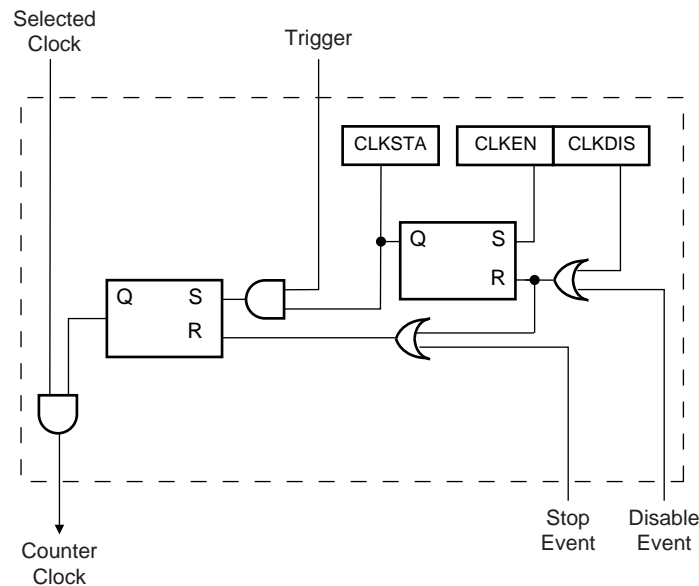 Selected
Clock
Trigger
CLKSTA
CLKEN
CLKDIS
Q
S
R
Q
S
R
Stop
Event
Disable
Event
Counter
Clock